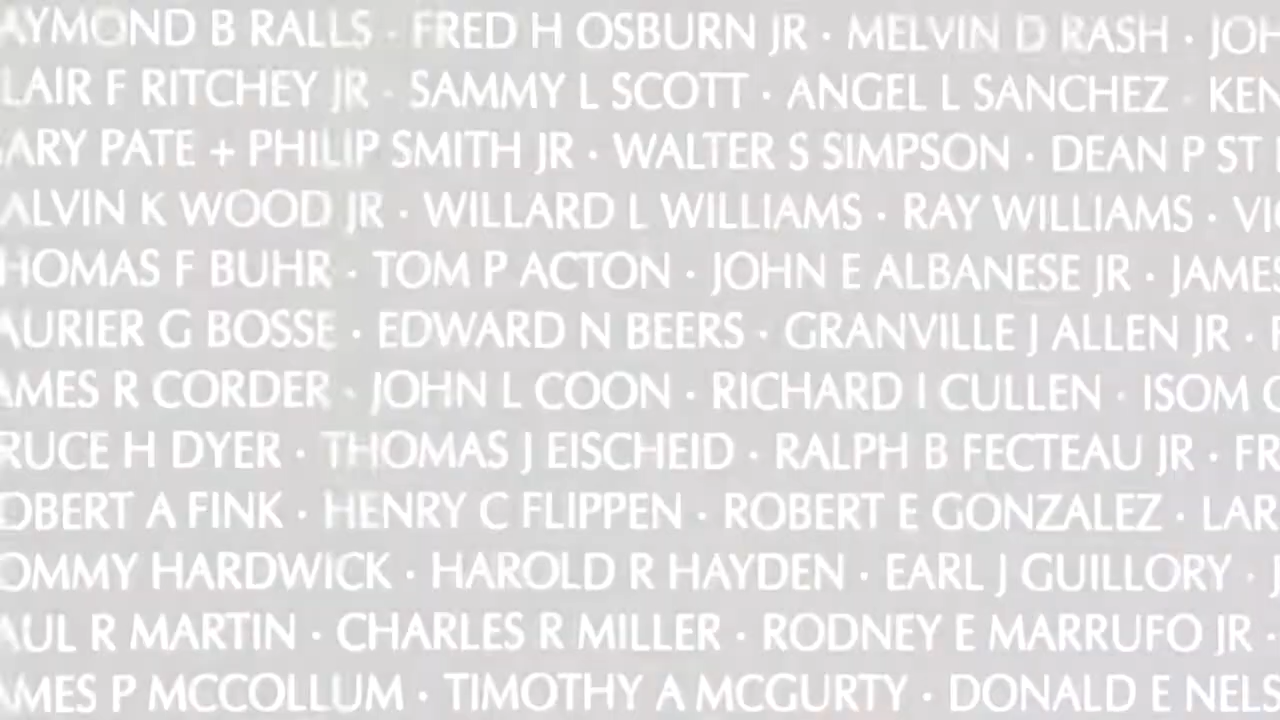 AYMOND B RALLS · FRED H OSBURN JR · MELVIN D RASH · JOH
LAIR F RITCHEY JR · SAMMY L SCOTT · ANGEL L SANCHEZ · KEN
ARY PATE + PHILIP SMITH JR · WALTER S SIMPSON · DEAN P ST
ALVIN K WOOD JR · WILLARD L WILLIAMS · RAY WILLIAMS · VIC
HOMAS F BUHR · TOM P ACTON · JOHN E ALBANESE JR · JAMES
AURIER G BOSSE · EDWARD N BEERS · GRANVILLE J ALLEN JR ·
AMES R CORDER · JOHN L COON · RICHARD I CULLEN · ISOM
RUCE H DYER · THOMAS J EISCHEID · RALPH B FECTEAU JR · FR
OBERT A FINK · HENRY C FLIPPEN · ROBERT E GONZALEZ · LAR
OMMY HARDWICK · HAROLD R HAYDEN · EARL J GUILLORY ·
AUL R MARTIN · CHARLES R MILLER · RODNEY E MARRUFO JR ·
AMES P MCCOLLUM · TIMOTHY A MCGURTY · DONALD E NELS